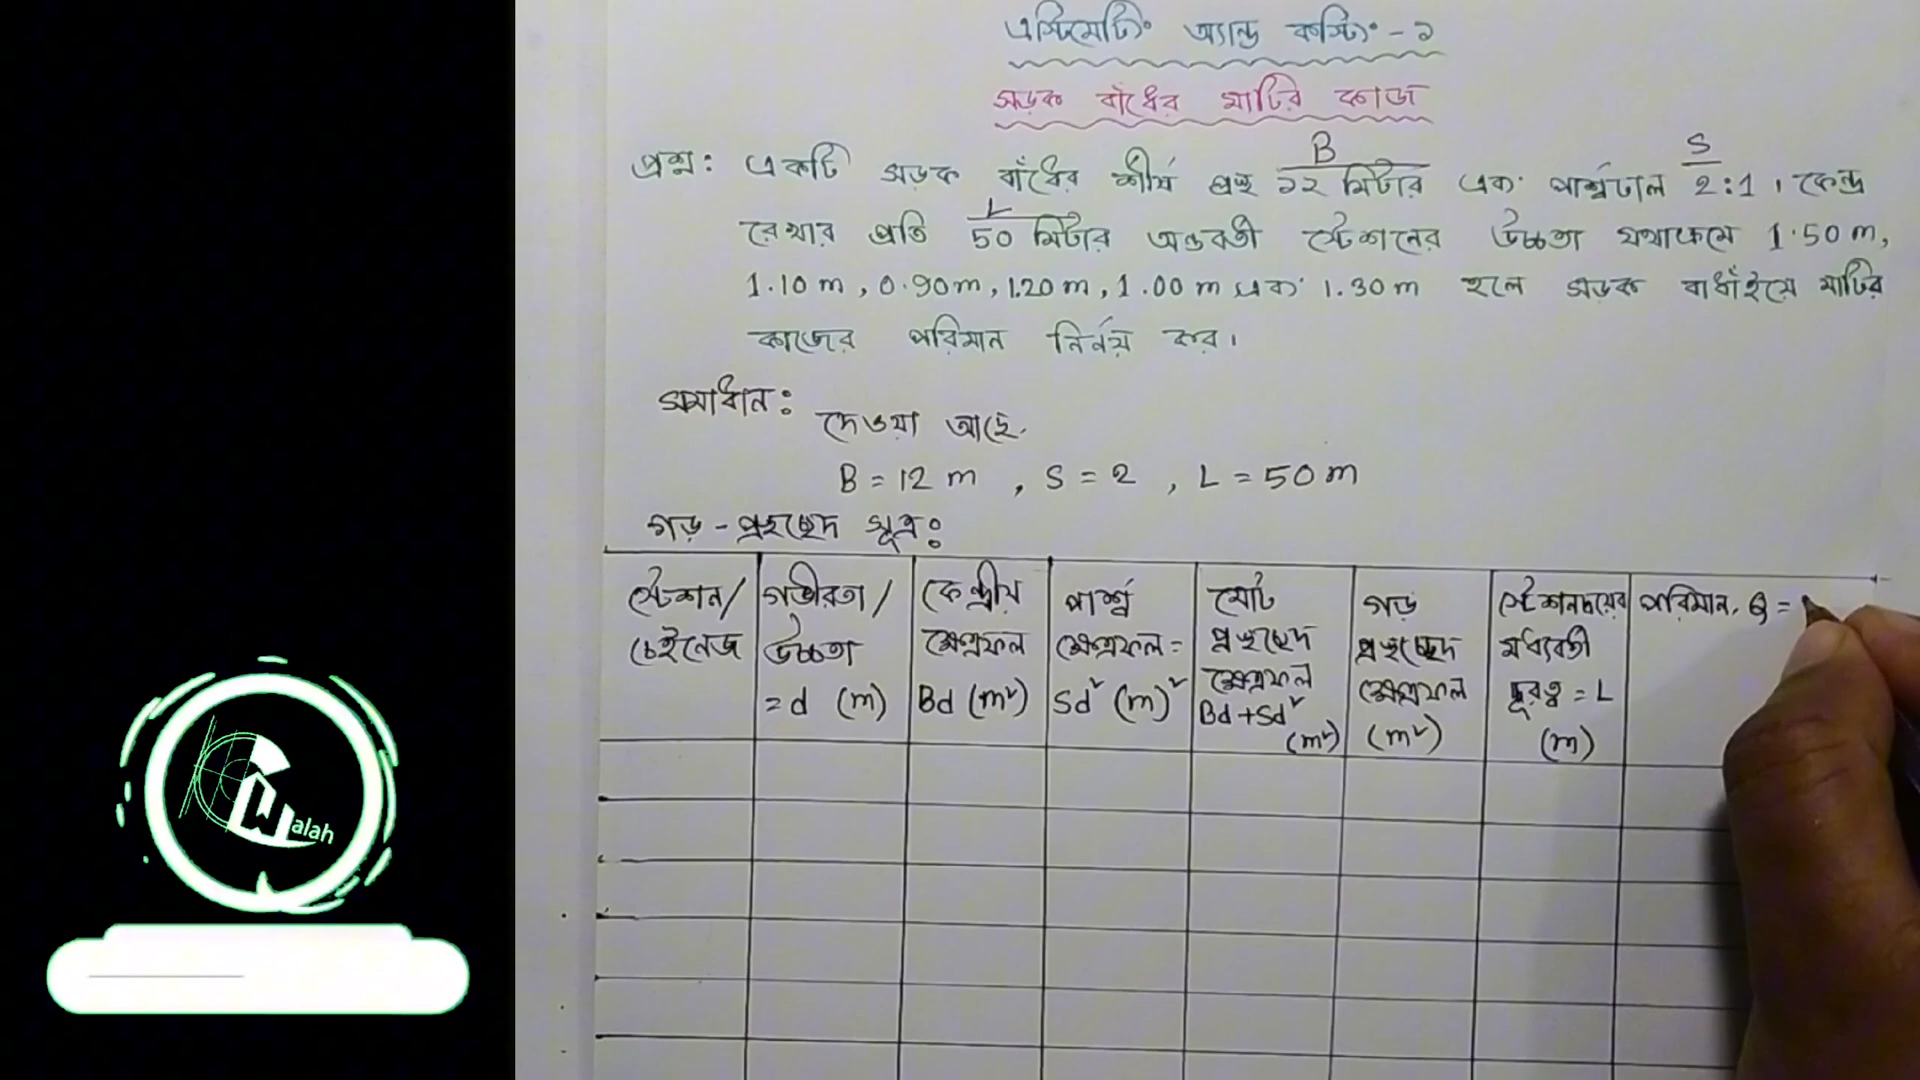 এস্টিমেটিং অ্যান্ড কস্টিং - ১
সড়ক বাঁধের মাটির কাজ
B
S
প্রশ্ন: একটি সড়ক বাঁধের শীর্ষ প্রস্থ ১২ মিটার এবং পার্শ্বঢাল 2:1। কেন্দ্র
L
রেখার প্রতি 50 মিটার অন্তবর্তী স্টেশনের উচ্চতা যথাক্রমে 1.50 m,
1.10 m, 0.90 m, 1.20 m, 1.00 m এবং 1.30 m হলে সড়ক বাধাঁইয়ে মাটির
কাজের পরিমান নির্নয় কর।
সমাধান:
দেওয়া আছে.
B = 12 m , S = 2 , L = 50 m
গড় - প্রস্থচ্ছেদ সূত্র:
স্টেশন/
চেইনেজ
গভীরতা/
উচ্চতা
= d (m)
কেন্দ্রীয়
ক্ষেত্রফল
Bd (m²)
পার্শ্ব
ক্ষেত্রফল =
Sd² (m)²
মোট
প্রস্থচ্ছেদ
ক্ষেত্রফল
Bd + Sd²
(m²)
গড়
প্রস্থচ্ছেদ
ক্ষেত্রফল
(m²)
স্টেশনদ্বয়ের
মধ্যবর্তী
দূরত্ব = L
(m)
পরিমান, Q =
Walah